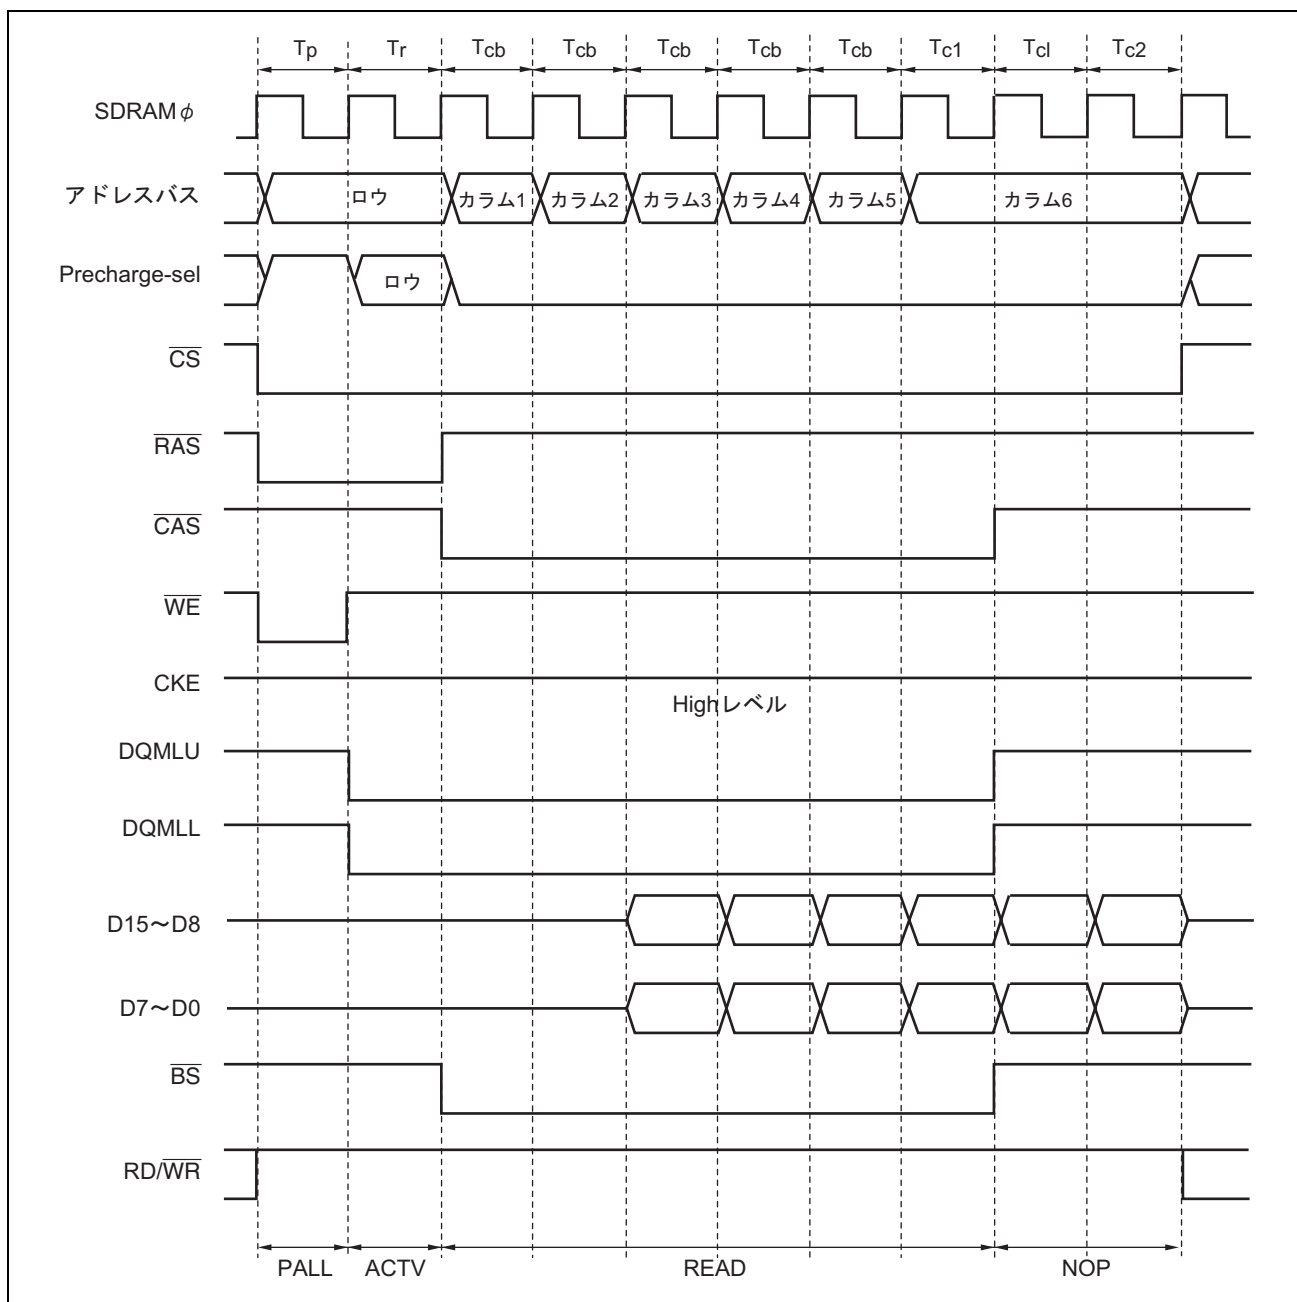 Tp Tr Tcb Tcb Tcb Tcb Tcb Tc1 Tcl Tc2
SDRAMφ
アドレスバス ロウ カラム1 カラム2 カラム3 カラム4 カラム5 カラム6
Precharge-sel ロウ
CS
RAS
CAS
WE
CKE
Highレベル
DQMLU
DQMLL
D15～D8
D7～D0
BS
RD/WR
PALL ACTV READ NOP